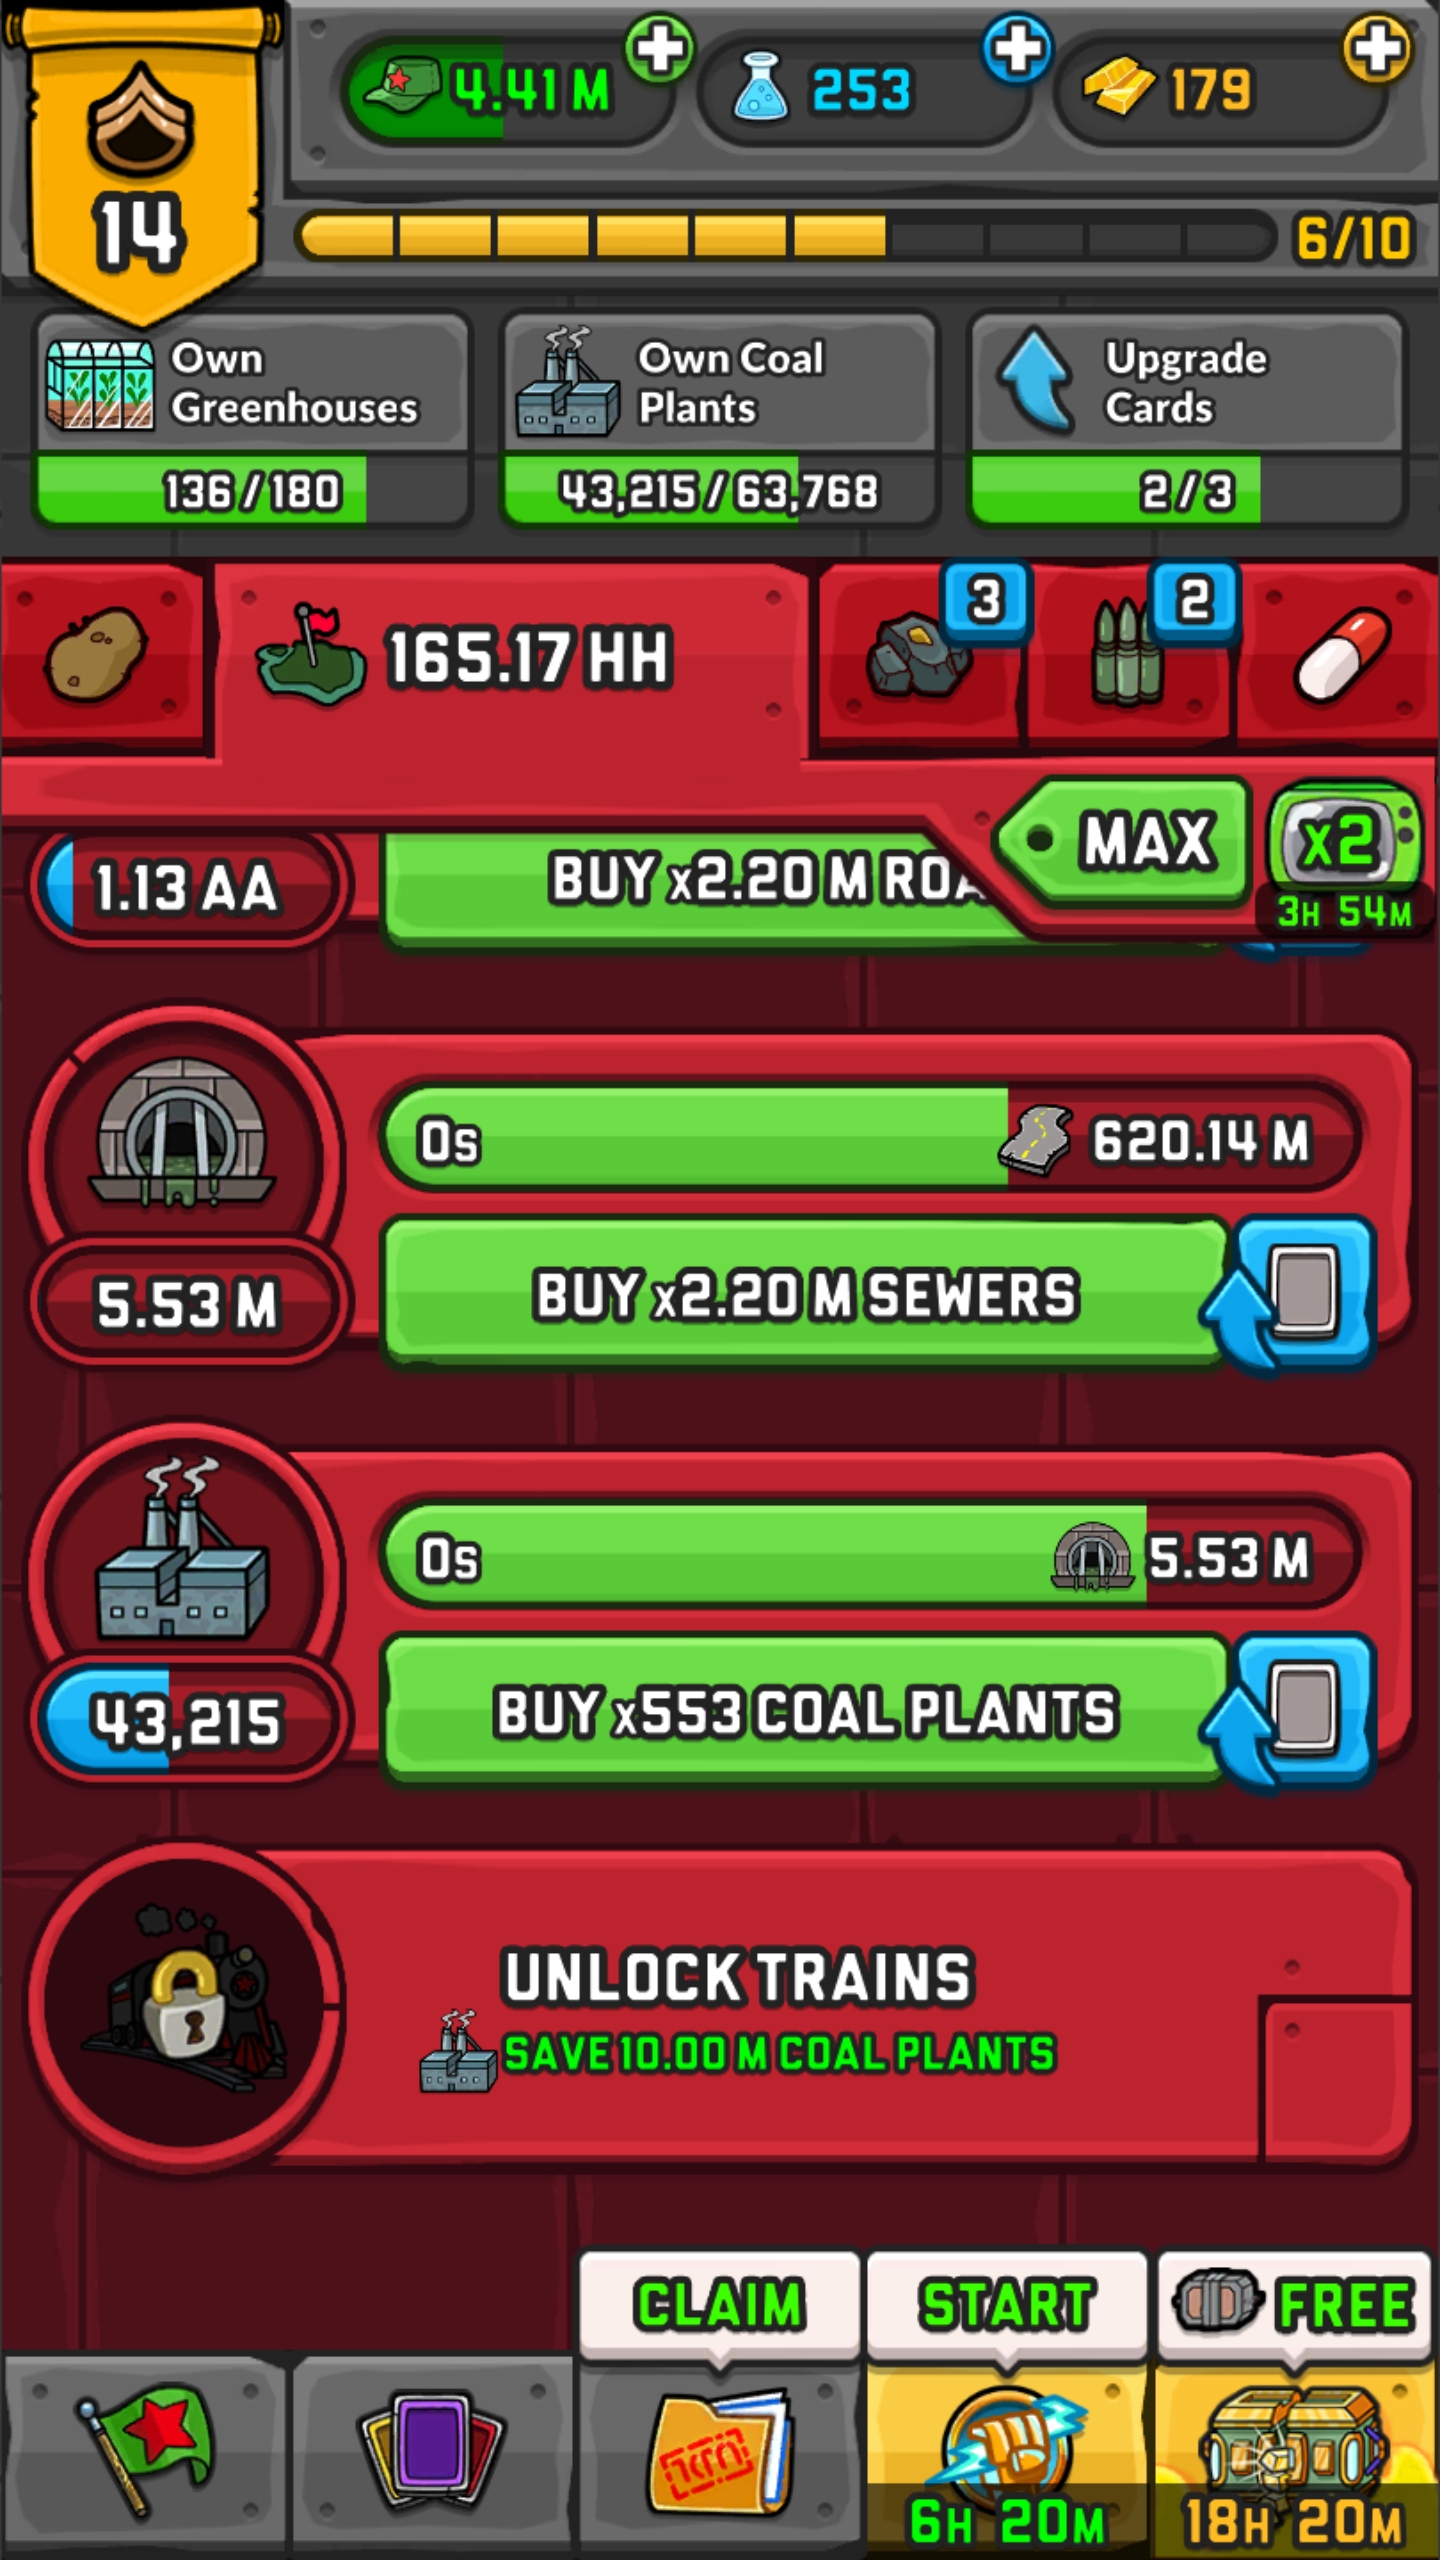 14
4.41 M
253
179
6/10
Own
Greenhouses
136/180
Own Coal
Plants
43,215/63,768
Upgrade
Cards
2/3
165.17 HH
3
2
MAX
x2
3H 54M
1.13 AA
BUY x2.20 M ROA
0s
620.14 M
5.53 M
BUY x2.20 M SEWERS
0s
5.53 M
43,215
BUY x553 COAL PLANTS
UNLOCK TRAINS
SAVE 10.00 M COAL PLANTS
CLAIM
START
FREE
6H 20M
18H 20M